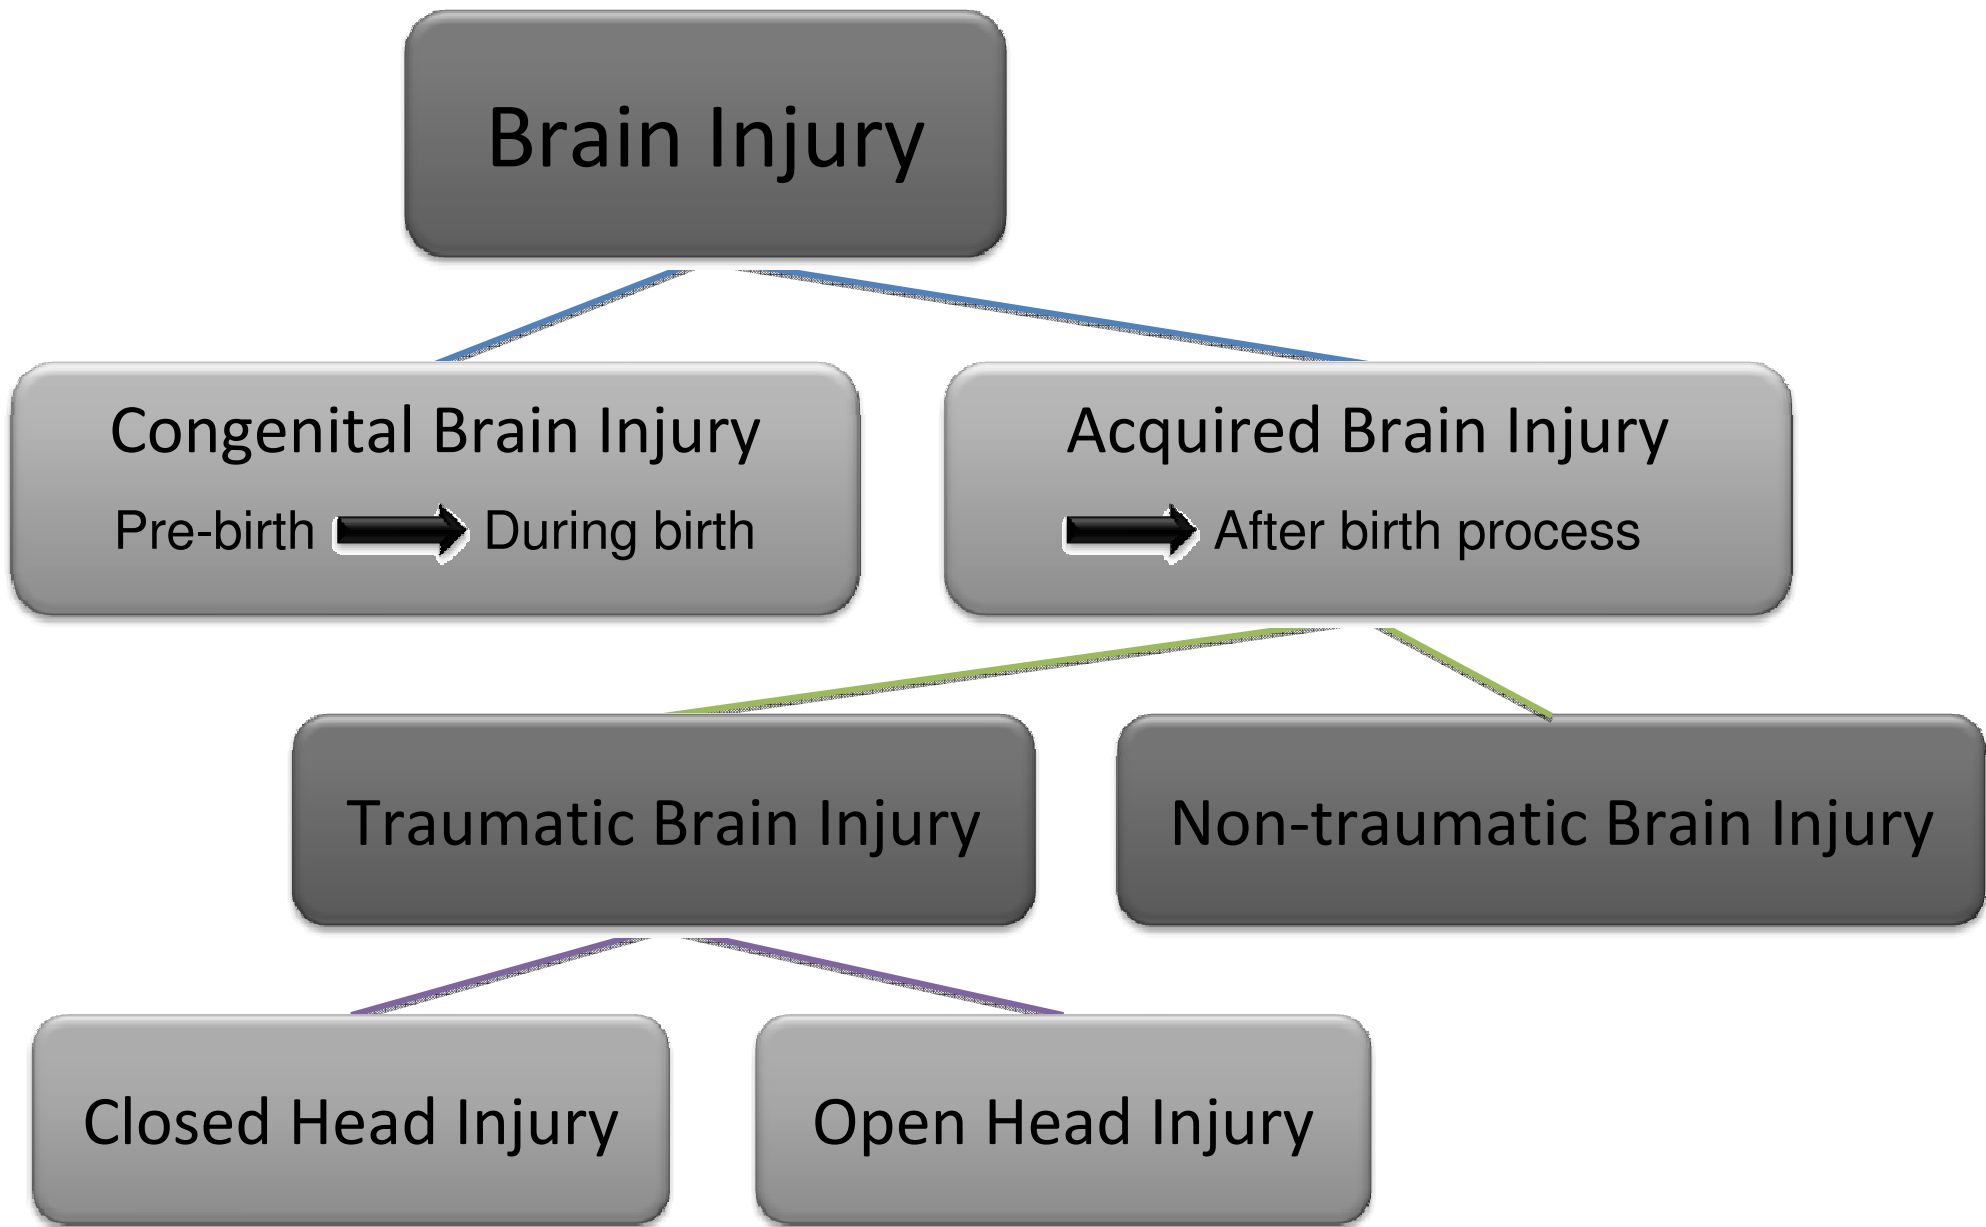 Brain Injury
Congenital Brain Injury
Pre-birth During birth
Acquired Brain Injury
After birth process
Traumatic Brain Injury
Non-traumatic Brain Injury
Closed Head Injury
Open Head Injury